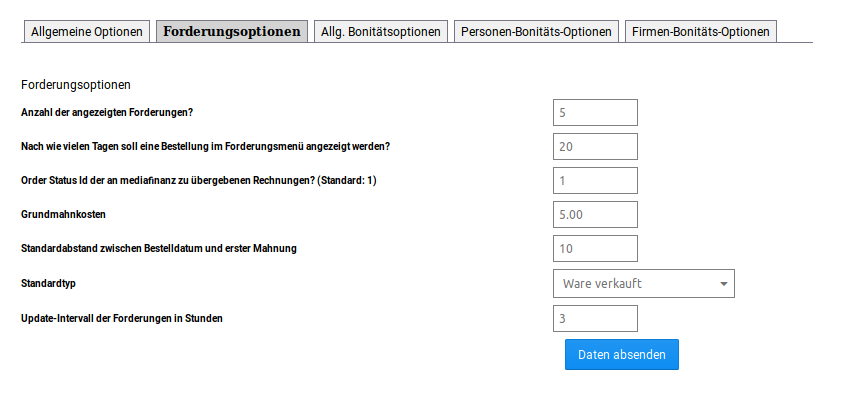 Allgemeine Optionen Forderungsoptionen Allg. Bonitätsoptionen Personen-Bonitäts-Optionen Firmen-Bonitäts-Optionen
Forderungsoptionen
Anzahl der angezeigten Forderungen? 5
Nach wie vielen Tagen soll eine Bestellung im Forderungsmenü angezeigt werden? 20
Order Status Id der an mediafinanz zu übergebenen Rechnungen? (Standard: 1) 1
Grundmahnkosten 5.00
Standardabstand zwischen Bestelldatum und erster Mahnung 10
Standardtyp Ware verkauft
Update-Intervall der Forderungen in Stunden 3
Daten absenden